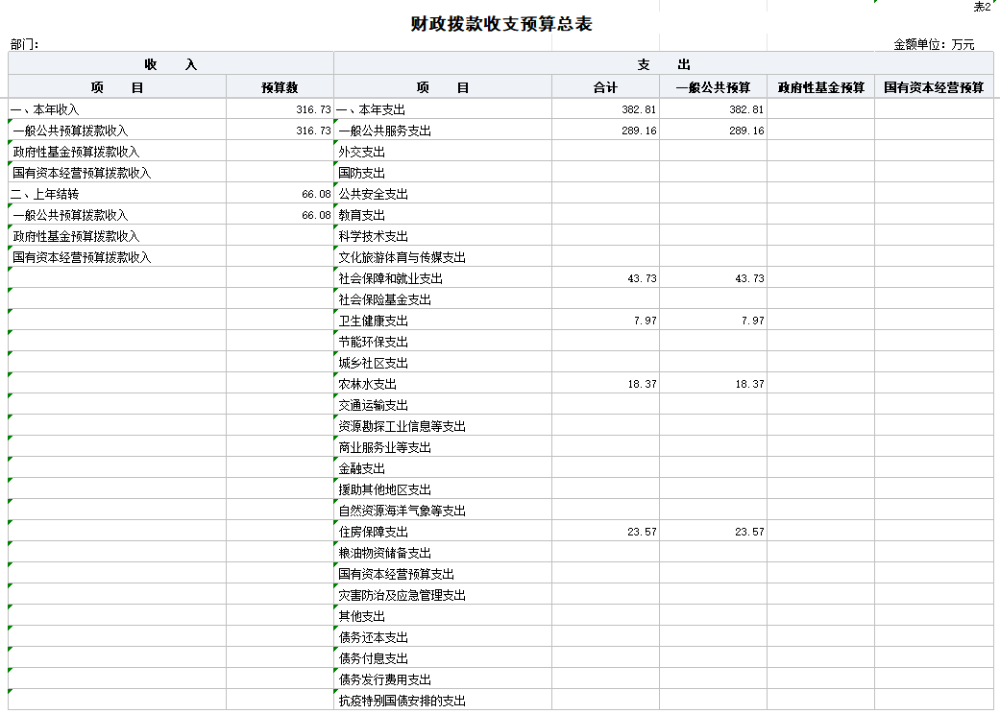 表2
财政拨款收支预算总表
部门： 金额单位：万元
收 入 支 出
项 目 预算数 项 目 合计 一般公共预算 政府性基金预算 国有资本经营预算
一、本年收入 316.73 一、本年支出 382.81 382.81
一般公共预算拨款收入 316.73 一般公共服务支出 289.16 289.16
政府性基金预算拨款收入 外交支出
国有资本经营预算拨款收入 国防支出
二、上年结转 66.08 公共安全支出
一般公共预算拨款收入 66.08 教育支出
政府性基金预算拨款收入 科学技术支出
国有资本经营预算拨款收入 文化旅游体育与传媒支出
社会保障和就业支出 43.73 43.73
社会保险基金支出
卫生健康支出 7.97 7.97
节能环保支出
城乡社区支出
农林水支出 18.37 18.37
交通运输支出
资源勘探工业信息等支出
商业服务业等支出
金融支出
援助其他地区支出
自然资源海洋气象等支出
住房保障支出 23.57 23.57
粮油物资储备支出
国有资本经营预算支出
灾害防治及应急管理支出
其他支出
债务还本支出
债务付息支出
债务发行费用支出
抗疫特别国债安排的支出